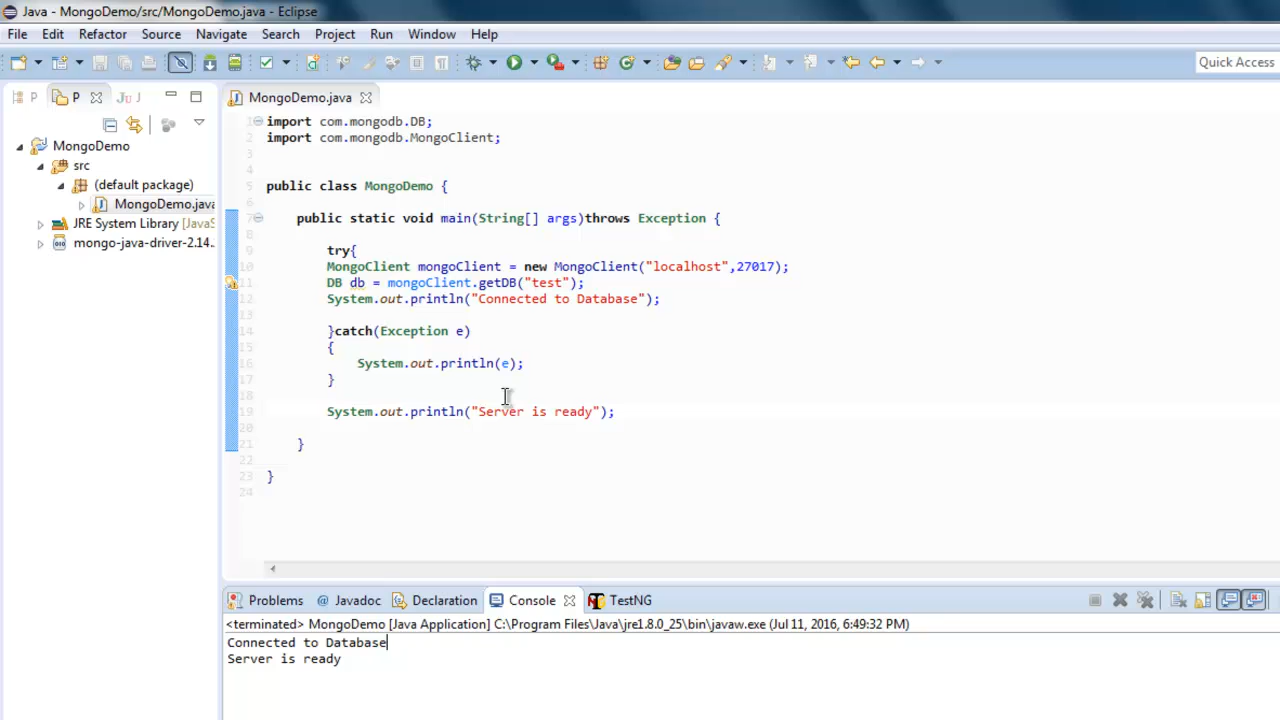 Java - MongoDemo/src/MongoDemo.java - Eclipse
File Edit Refactor Source Navigate Search Project Run Window Help
Quick Access
P P Ju J
MongoDemo.java
MongoDemo
src
(default package)
MongoDemo.java
JRE System Library [JavaS
mongo-java-driver-2.14.
1 import com.mongodb.DB;
2 import com.mongodb.MongoClient;
3
4
5 public class MongoDemo {
6
7 public static void main(String[] args)throws Exception {
8
9 try{
10 MongoClient mongoClient = new MongoClient("localhost",27017);
11 DB db = mongoClient.getDB("test");
12 System.out.println("Connected to Database");
13
14 }catch(Exception e)
15 {
16 System.out.println(e);
17 }
18
19 System.out.println("Server is ready");
20
21 }
22
23 }
24
Problems @ Javadoc Declaration Console TestNG
<terminated> MongoDemo [Java Application] C:\Program Files\Java\jre1.8.0_25\bin\javaw.exe (Jul 11, 2016, 6:49:32 PM)
Connected to Database
Server is ready